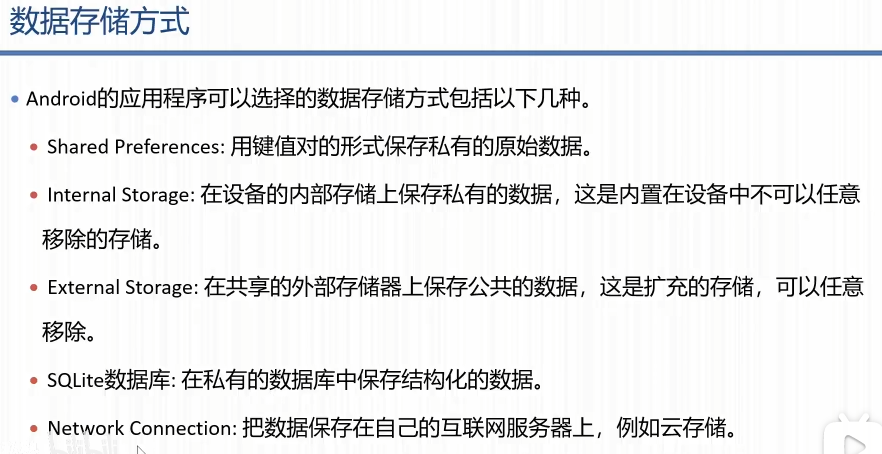 数据存储方式
• Android的应用程序可以选择的数据存储方式包括以下几种。
• Shared Preferences: 用键值对的形式保存私有的原始数据。
• Internal Storage: 在设备的内部存储上保存私有的数据，这是内置在设备中不可以任意
移除的存储。
• External Storage: 在共享的外部存储器上保存公共的数据，这是扩充的存储，可以任意
移除。
• SQLite数据库: 在私有的数据库中保存结构化的数据。
• Network Connection: 把数据保存在自己的互联网服务器上，例如云存储。